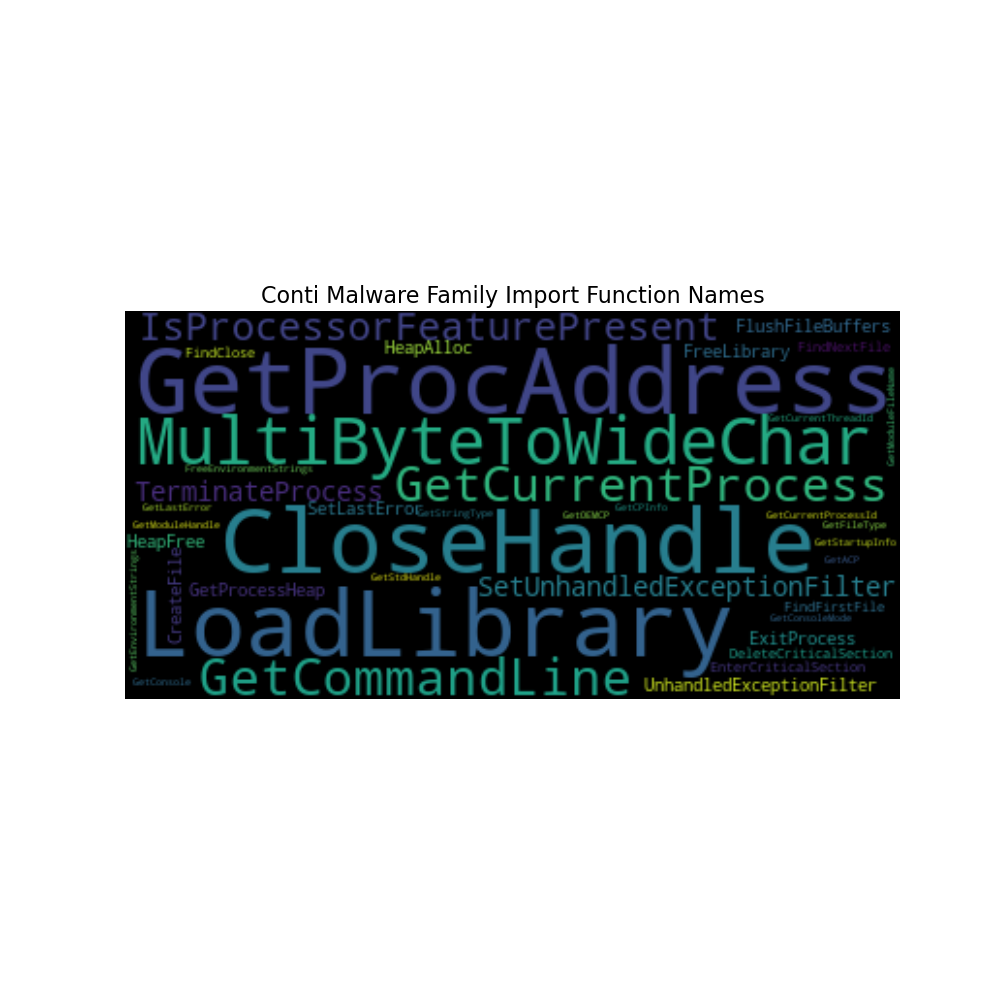 Conti Malware Family Import Function Names
IsProcessorFeaturePresent
FlushFileBuffers
FindClose
HeapAlloc
FreeLibrary
FindNextFile
GetProcAddress
GetModuleFileName
GetCurrentThreadId
MultiByteToWideChar
FreeEnvironmentStrings
TerminateProcess
GetCurrentProcess
GetLastError
SetLastError
GetStringType
GetOEMCP
GetCPInfo
GetCurrentProcessId
GetModuleHandle
GetFileType
CloseHandle
HeapFree
GetStartupInfo
GetACP
GetEnvironmentStrings
CreateFile
GetStdHandle
GetProcessHeap
SetUnhandledExceptionFilter
LoadLibrary
FindFirstFile
GetConsoleMode
ExitProcess
DeleteCriticalSection
EnterCriticalSection
GetConsole
GetCommandLine
UnhandledExceptionFilter